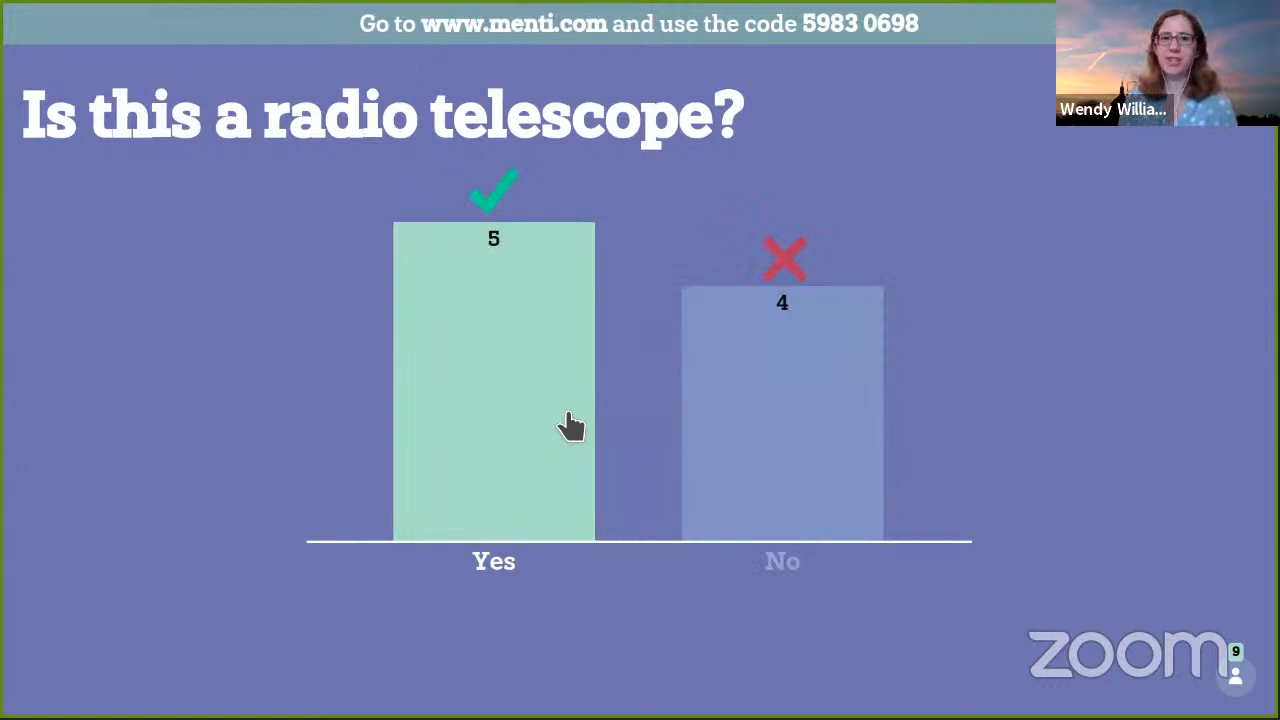 Go to www.menti.com and use the code 5983 0698
Is this a radio telescope?
Wendy Willia...
5
4
Yes
No
zoom
9